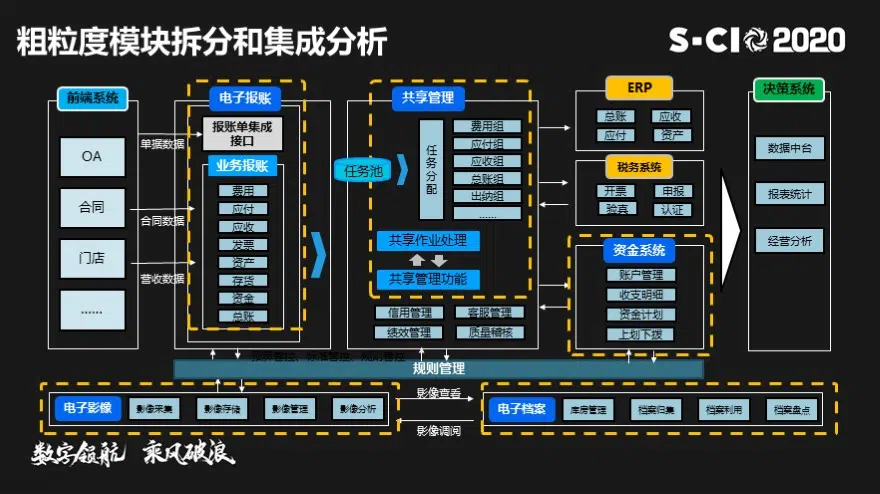 粗粒度模块拆分和集成分析
S-CIO 2020
前端系统
OA
合同
门店
......
单据数据
合同数据
营收数据
电子报账
报账单集成
接口
业务报账
费用
应付
应收
发票
资产
存货
资金
总账
共享管理
任务池
任务分配
费用组
应付组
应收组
总账组
出纳组
......
共享作业处理
共享管理功能
信用管理
客服管理
绩效管理
质量稽核
ERP
总账
应收
应付
资产
税务系统
开票
申报
验真
认证
资金系统
账户管理
收支明细
资金计划
上划下拨
决策系统
数据中台
报表统计
经营分析
规则管理
电子影像
影像采集
影像存储
影像管理
影像分析
影像查看
影像调阅
电子档案
库房管理
档案归集
档案利用
档案盘点
数字领航 乘风破浪